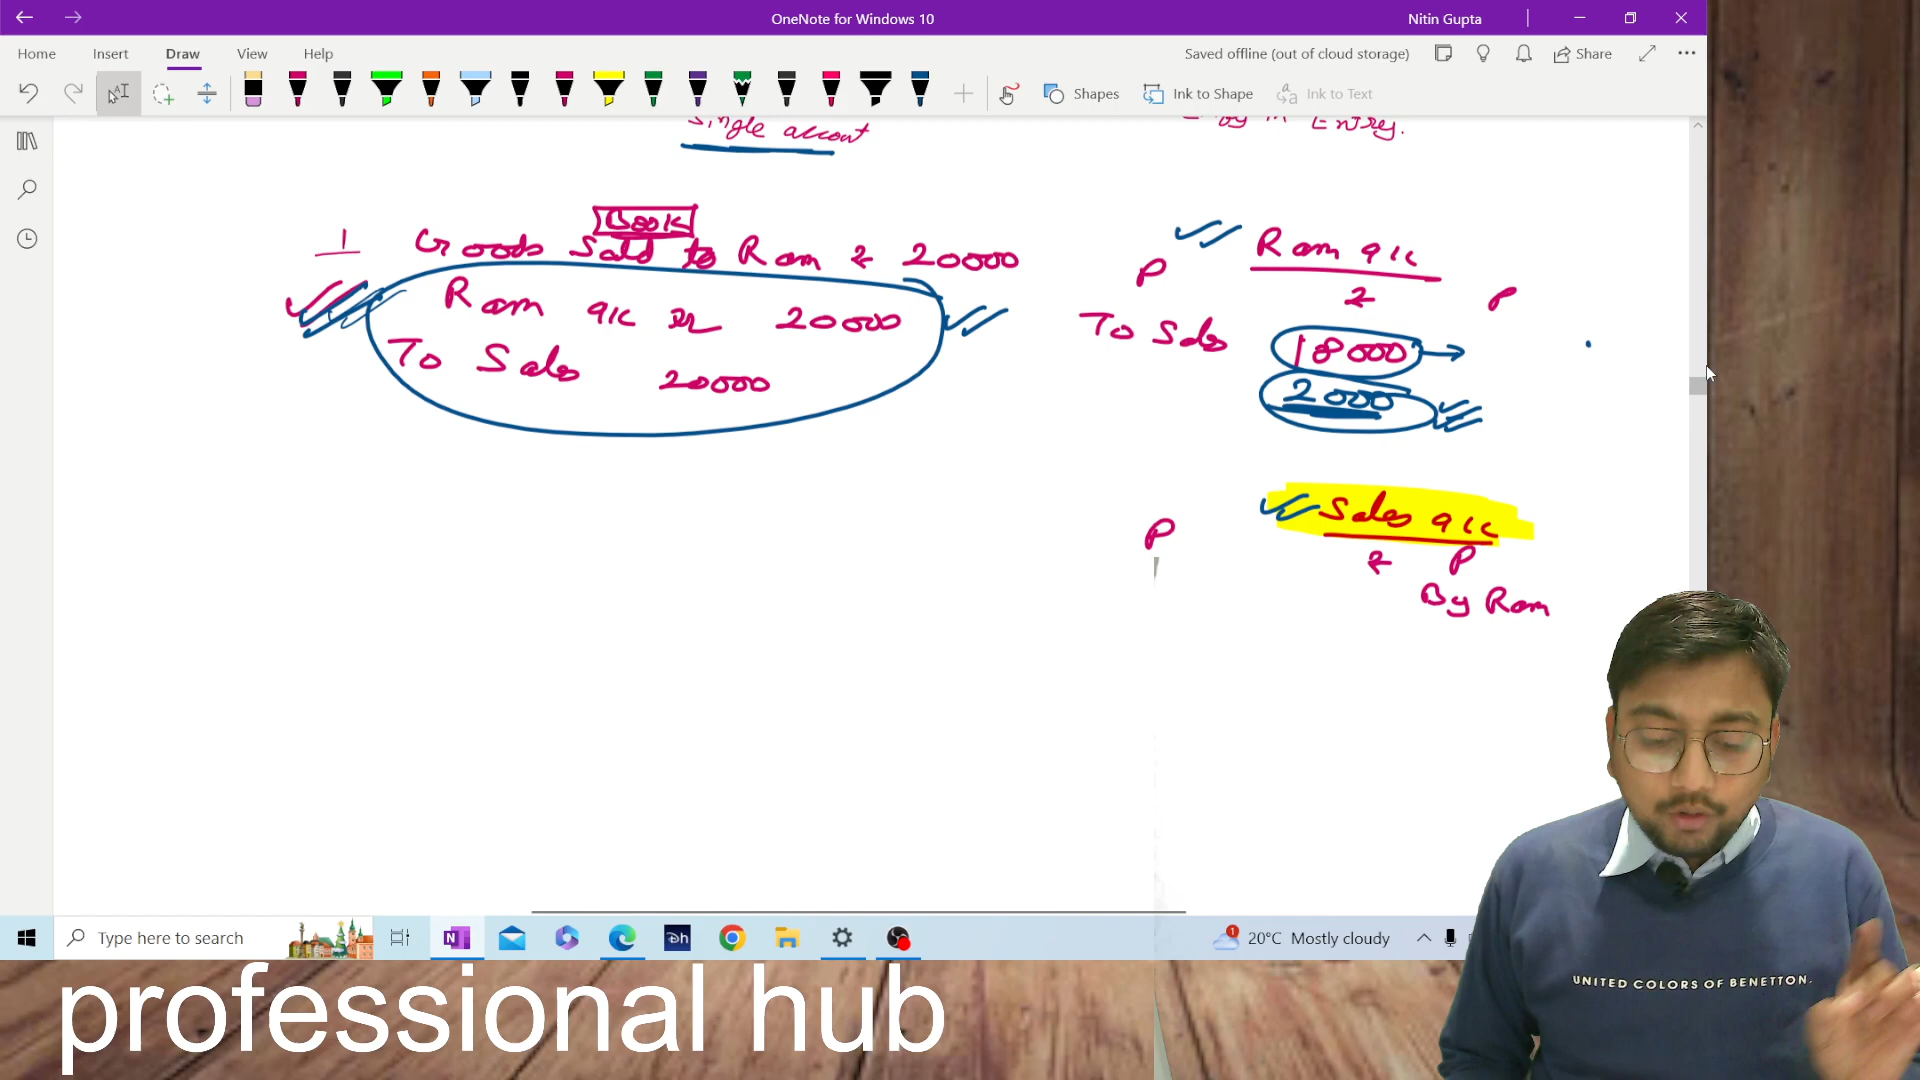 OneNote for Windows 10
Nitin Gupta
Home Insert Draw View Help
Saved offline (out of cloud storage)
Share
Shapes
Ink to Shape
Ink to Text
Single account
Entry.
Book
1 Goods Sold to Ram ₹ 20000
Ram a/c Dr 20000
To Sales 20000
P Ram a/c
₹ P
To Sales 18000
2000
Sales a/c
P ₹ P
By Ram
Type here to search
1
20°C Mostly cloudy
UNITED COLORS OF BENETTON.
professional hub